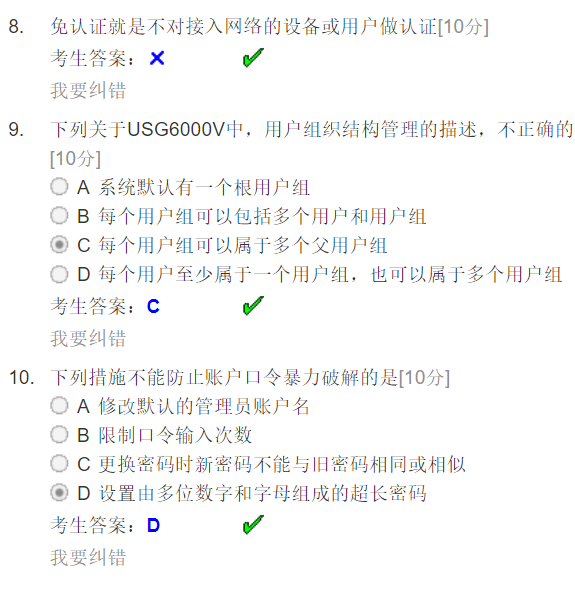 8. 免认证就是不对接入网络的设备或用户做认证[10分]
考生答案：×
我要纠错
9. 下列关于USG6000V中，用户组织结构管理的描述，不正确的
[10分]
A 系统默认有一个根用户组
B 每个用户组可以包括多个用户和用户组
C 每个用户组可以属于多个父用户组
D 每个用户至少属于一个用户组，也可以属于多个用户组
考生答案：C
我要纠错
10. 下列措施不能防止账户口令暴力破解的是[10分]
A 修改默认的管理员账户名
B 限制口令输入次数
C 更换密码时新密码不能与旧密码相同或相似
D 设置由多位数字和字母组成的超长密码
考生答案：D
我要纠错